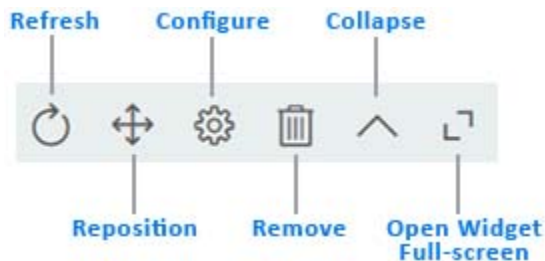 Refresh
Configure
Collapse
Reposition
Remove
Open Widget
Full-screen